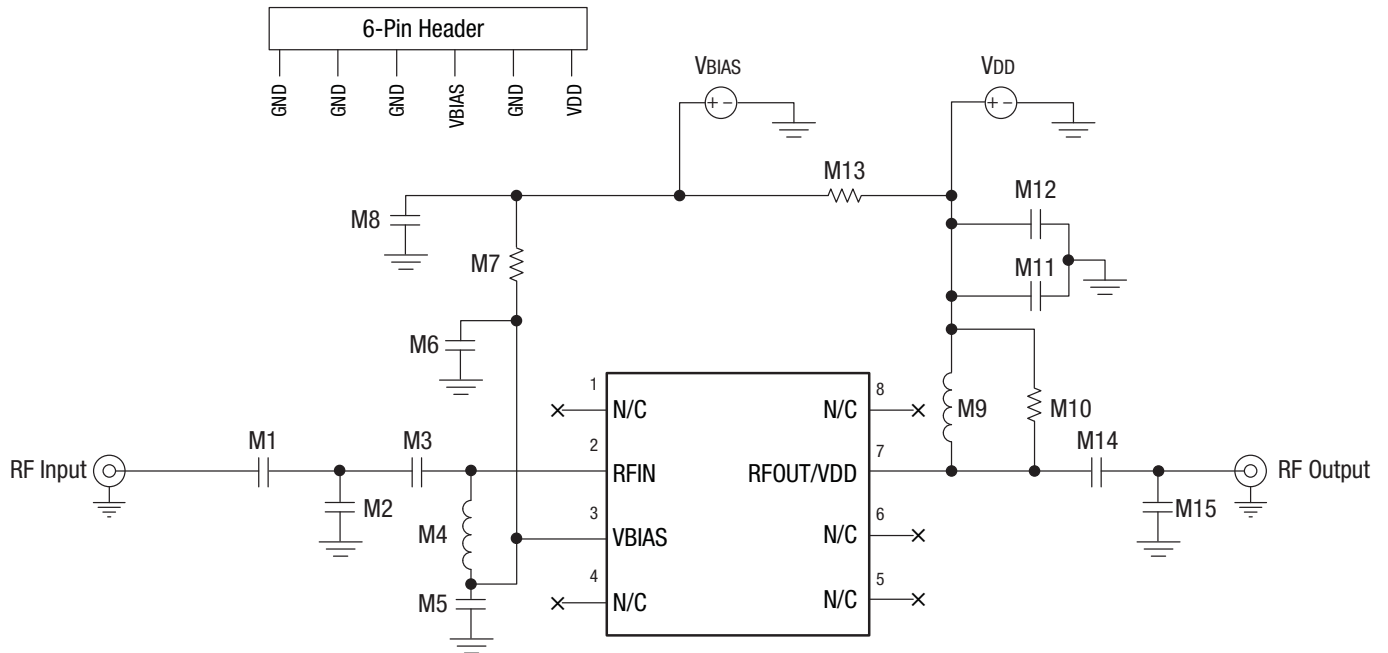 6-Pin Header
GND
GND
GND
VBIAS
GND
VDD
VBIAS
+ -
VDD
+ -
M13
M12
M8
M7
M11
M6
M9
M10
1
N/C
8
N/C
M1
M3
M14
RF Input
2
RFIN
7
RFOUT/VDD
RF Output
M2
M4
3
VBIAS
6
N/C
M15
M5
4
N/C
5
N/C